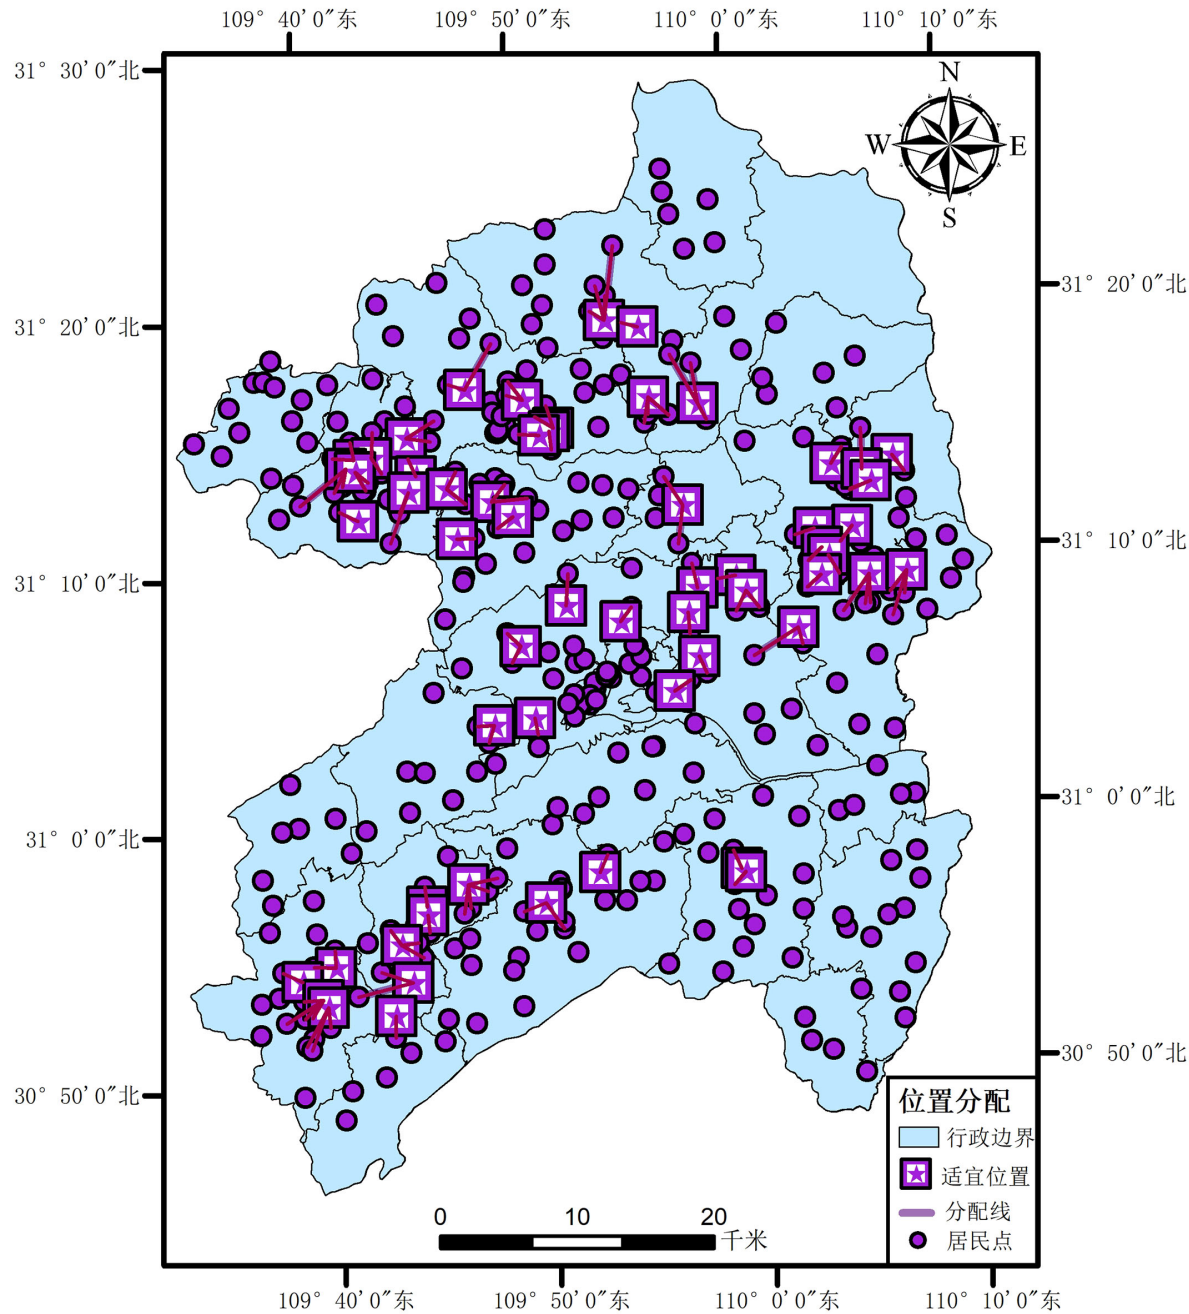 109° 40′ 0″东
109° 50′ 0″东
110° 0′ 0″东
110° 10′ 0″东
31° 30′ 0″北
N
W
E
S
31° 20′ 0″北
31° 20′ 0″北
31° 10′ 0″北
31° 10′ 0″北
31° 0′ 0″北
31° 0′ 0″北
30° 50′ 0″北
30° 50′ 0″北
位置分配
行政边界
适宜位置
分配线
居民点
0 10 20
千米
109° 40′ 0″东
109° 50′ 0″东
110° 0′ 0″东
110° 10′ 0″东